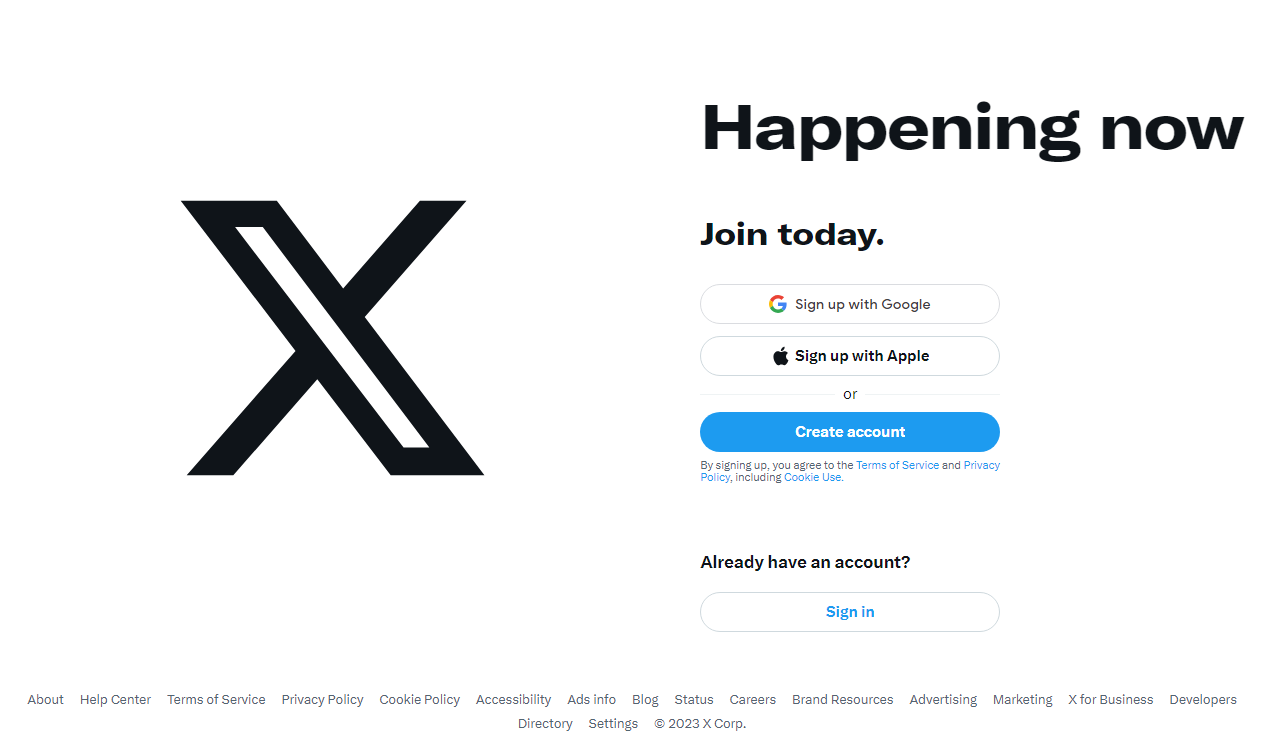 Happening now
Join today.
Sign up with Google
Sign up with Apple
or
Create account
By signing up, you agree to the Terms of Service and Privacy
Policy, including Cookie Use.
Already have an account?
Sign in
About Help Center Terms of Service Privacy Policy Cookie Policy Accessibility Ads info Blog Status Careers Brand Resources Advertising Marketing X for Business Developers
Directory Settings © 2023 X Corp.